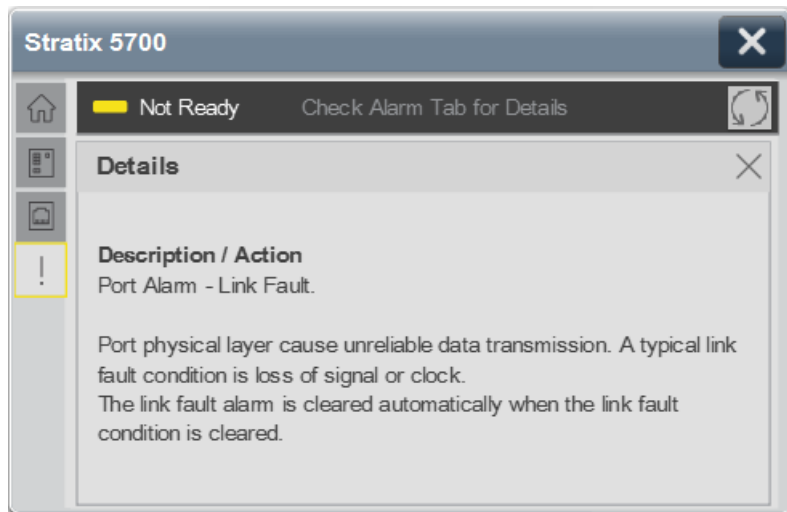 Stratix 5700
Not Ready Check Alarm Tab for Details
Details
Description / Action
Port Alarm - Link Fault.
Port physical layer cause unreliable data transmission. A typical link
fault condition is loss of signal or clock.
The link fault alarm is cleared automatically when the link fault
condition is cleared.